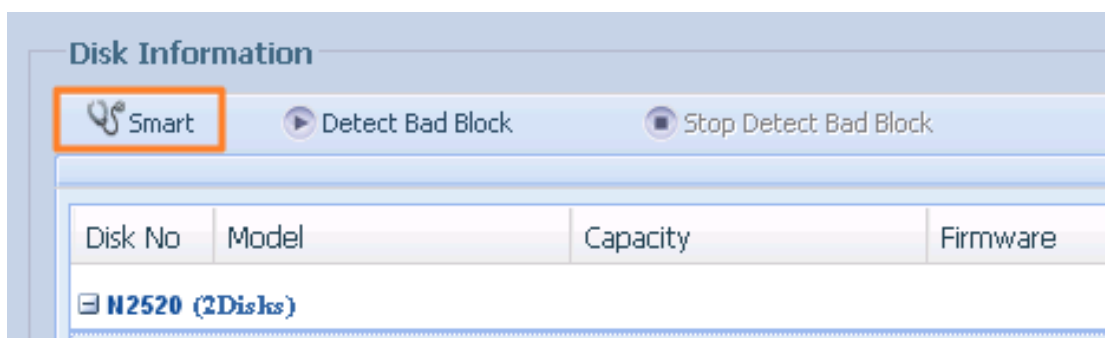 Disk Information
Smart Detect Bad Block Stop Detect Bad Block
Disk No Model Capacity Firmware
N2520 (2Disks)